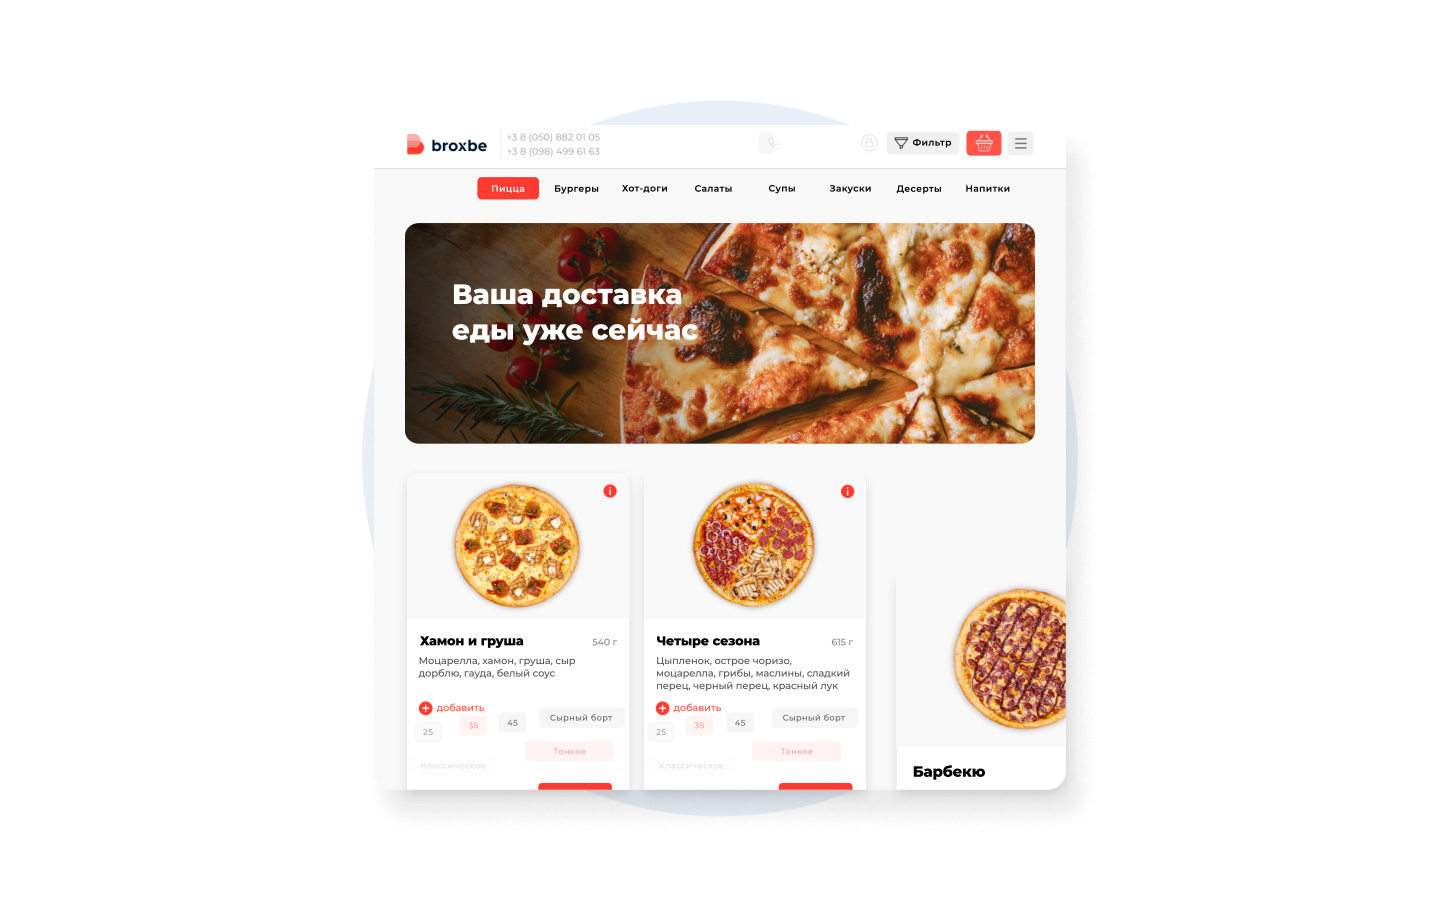 broxbe
+3 8 (050) 882 01 05
+3 8 (098) 499 61 63
Фильтр
Пицца Бургеры Хот-доги Салаты Супы Закуски Десерты Напитки
Ваша доставка
еды уже сейчас
Хамон и груша 540 г
Моцарелла, хамон, груша, сыр
дорблю, гауда, белый соус
добавить
25 35 45 Сырный борт
Тонкое
Классическое
Четыре сезона 615 г
Цыпленок, острое чоризо,
моцарелла, грибы, маслины, сладкий
перец, черный перец, красный лук
добавить
25 35 45 Сырный борт
Тонкое
Классическое
Барбекю